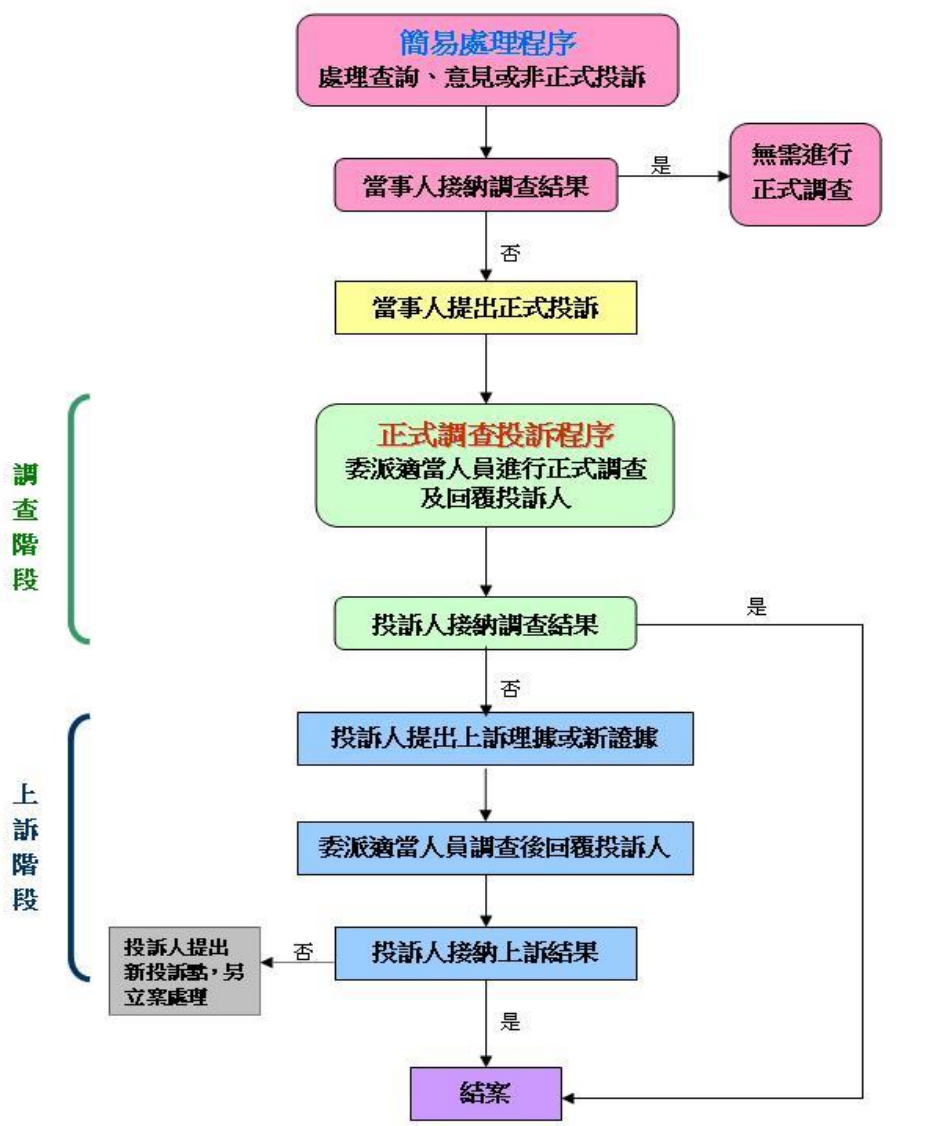 簡易處理程序
處理查詢、意見或非正式投訴
當事人接納調查結果
是
無需進行
正式調查
否
當事人提出正式投訴
調
查
階
段
正式調查投訴程序
委派適當人員進行正式調查
及回覆投訴人
投訴人接納調查結果
是
否
上
訴
階
段
投訴人提出上訴理據或新證據
委派適當人員調查後回覆投訴人
投訴人接納上訴結果
否
投訴人提出
新投訴點，另
立案處理
是
結案